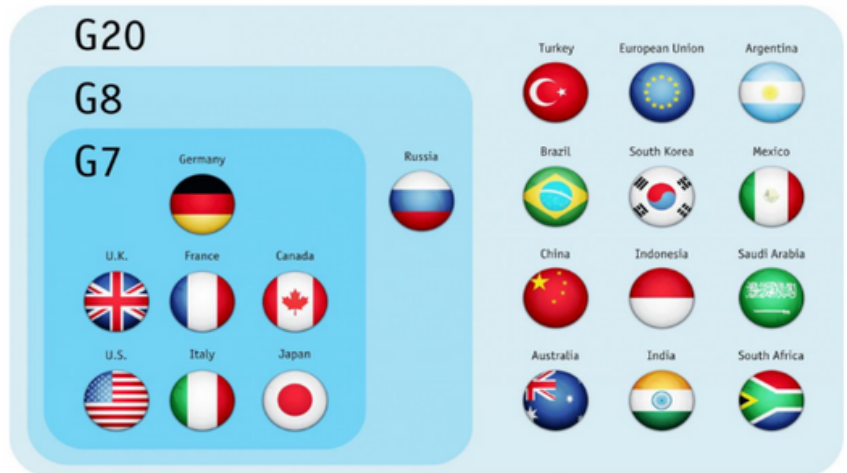 G20
G8
G7
Germany
U.K.
France
Canada
U.S.
Italy
Japan
Russia
Turkey
European Union
Argentina
Brazil
South Korea
Mexico
China
Indonesia
Saudi Arabia
Australia
India
South Africa